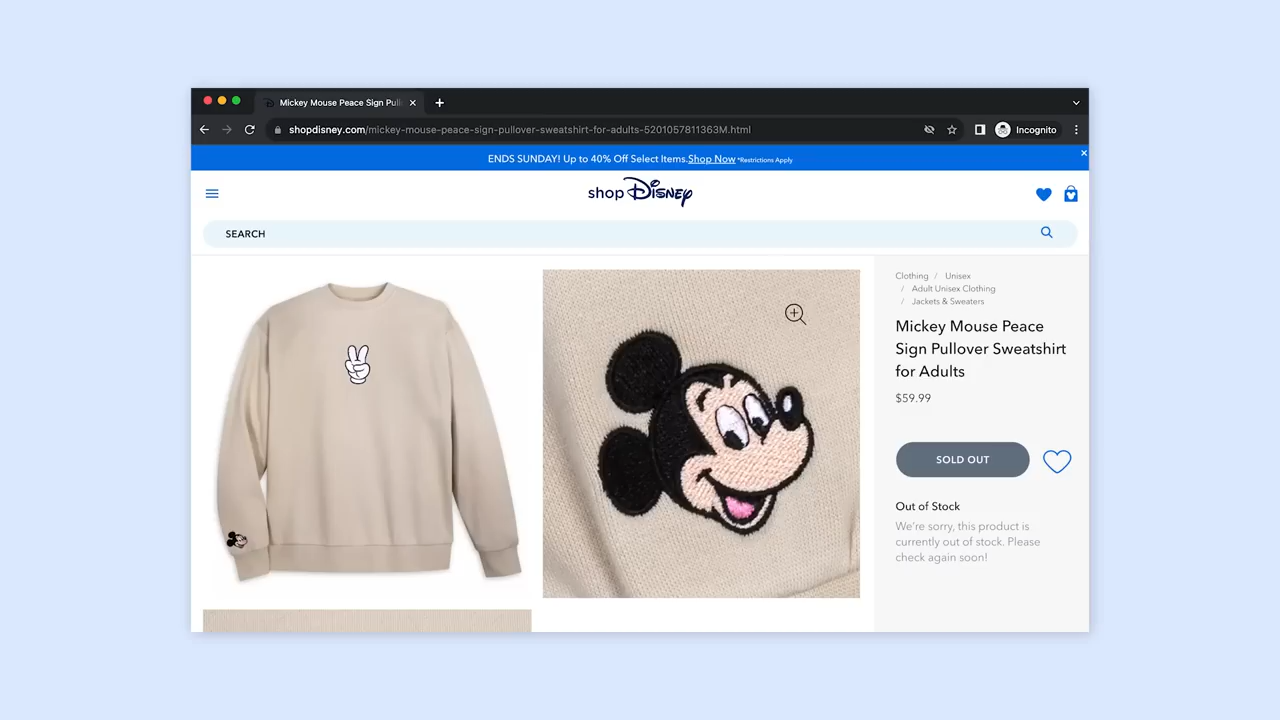 Mickey Mouse Peace Sign Pull
shopdisney.com/mickey-mouse-peace-sign-pullover-sweatshirt-for-adults-5201057811363M.html
Incognito
ENDS SUNDAY! Up to 40% Off Select Items.Shop Now *Restrictions Apply
shop Disney
SEARCH
Clothing / Unisex
/ Adult Unisex Clothing
/ Jackets & Sweaters
Mickey Mouse Peace
Sign Pullover Sweatshirt
for Adults
$59.99
SOLD OUT
Out of Stock
We're sorry, this product is
currently out of stock. Please
check again soon!